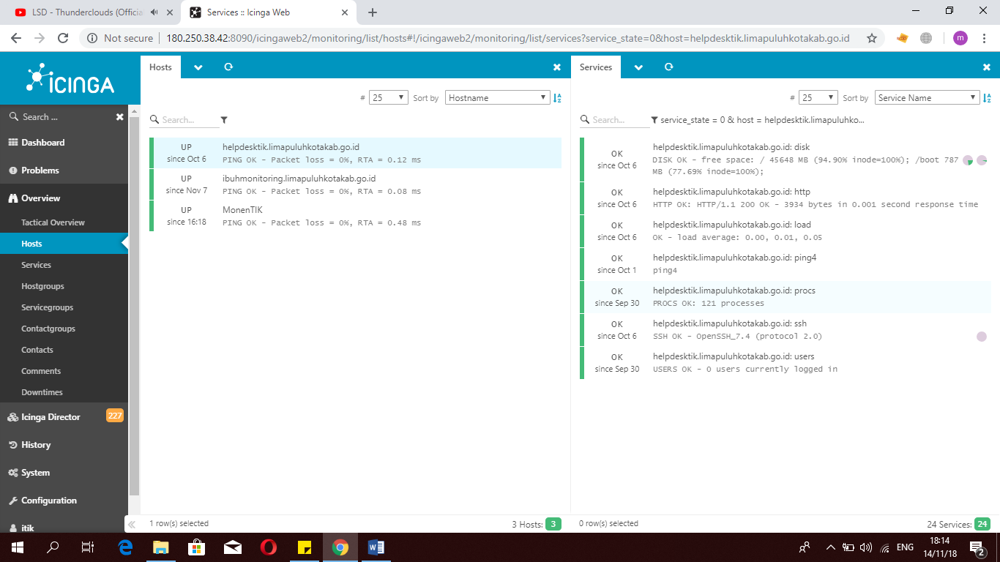 LSD - Thunderclouds (Official
Services :: Icinga Web
Not secure | 180.250.38.42:8090/icingaweb2/monitoring/list/hosts#!/icingaweb2/monitoring/list/services?service_state=0&host=helpdesktik.limapuluhkotakab.go.id
m
ICINGA
Search ...
Dashboard
Problems
Overview
Tactical Overview
Hosts
Services
Hostgroups
Servicegroups
Contactgroups
Contacts
Comments
Downtimes
Icinga Director 227
History
System
Configuration
itik
Hosts
# 25 Sort by Hostname
Search...
UP helpdesktik.limapuluhkotakab.go.id
since Oct 6 PING OK - Packet loss = 0%, RTA = 0.12 ms
UP ibuhmonitoring.limapuluhkotakab.go.id
since Nov 7 PING OK - Packet loss = 0%, RTA = 0.08 ms
UP MonenTIK
since 16:18 PING OK - Packet loss = 0%, RTA = 0.48 ms
1 row(s) selected 3 Hosts: 3
Services
# 25 Sort by Service Name
Search... service_state = 0 & host = helpdesktik.limapuluhko...
OK helpdesktik.limapuluhkotakab.go.id: disk
since Oct 6 DISK OK - free space: / 45648 MB (94.90% inode=100%); /boot 787
MB (77.69% inode=100%);
OK helpdesktik.limapuluhkotakab.go.id: http
since Oct 6 HTTP OK: HTTP/1.1 200 OK - 3934 bytes in 0.001 second response time
OK helpdesktik.limapuluhkotakab.go.id: load
since Oct 6 OK - load average: 0.00, 0.01, 0.05
OK helpdesktik.limapuluhkotakab.go.id: ping4
since Oct 1 ping4
OK helpdesktik.limapuluhkotakab.go.id: procs
since Sep 30 PROCS OK: 121 processes
OK helpdesktik.limapuluhkotakab.go.id: ssh
since Oct 6 SSH OK - OpenSSH_7.4 (protocol 2.0)
OK helpdesktik.limapuluhkotakab.go.id: users
since Sep 30 USERS OK - 0 users currently logged in
0 row(s) selected 24 Services: 24
ENG
18:14
14/11/18
2